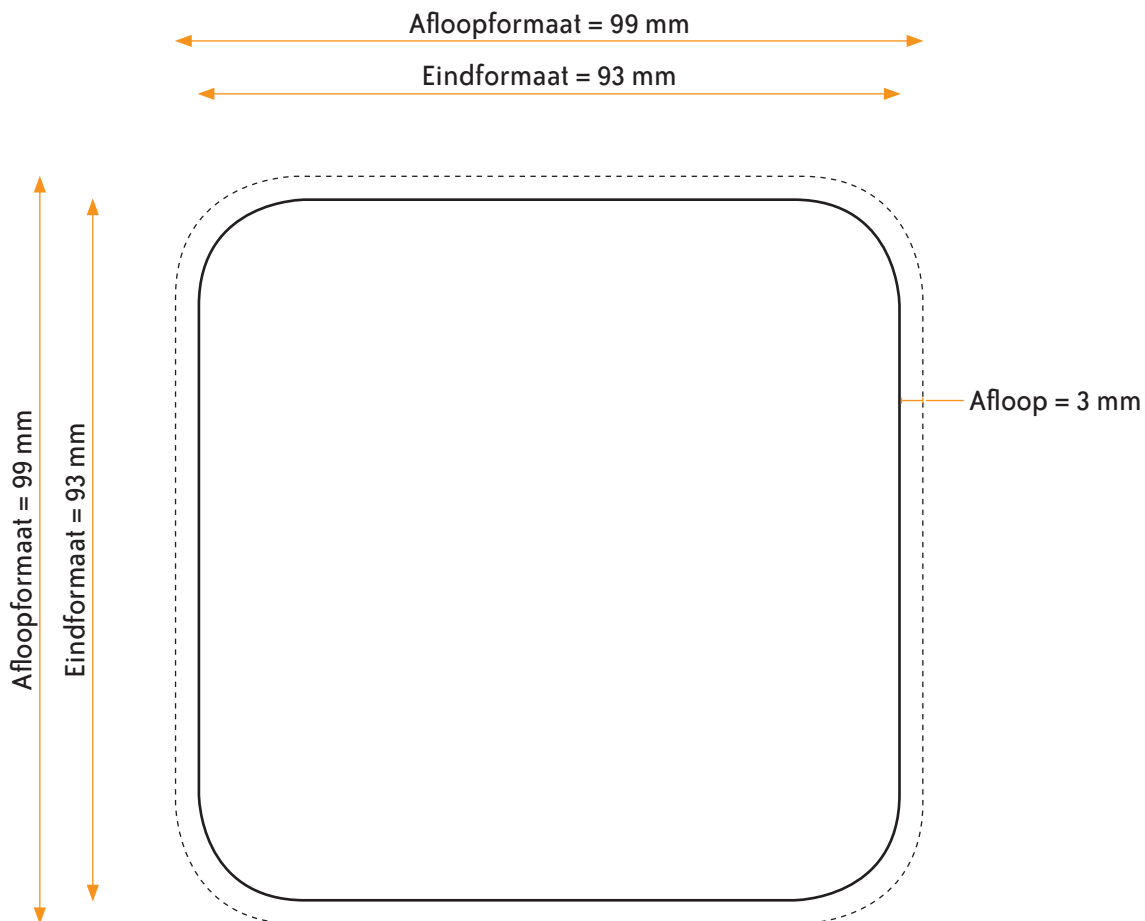 Afloopformaat = 99 mm
Eindformaat = 93 mm
Afloopformaat = 99 mm
Eindformaat = 93 mm
Afloop = 3 mm